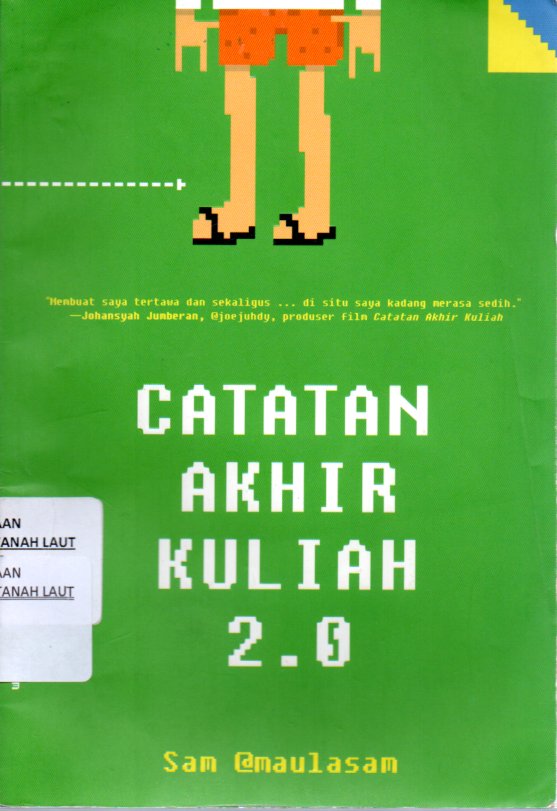 "Membuat saya tertawa dan sekaligus ... di situ saya kadang merasa sedih."
—Johansyah Jumberan, @joejuhdy, produser film Catatan Akhir Kuliah
CATATAN
AKHIR
KULIAH
2.0
AAN
TANAH LAUT
AAN
TANAH LAUT
Sam @maulasam